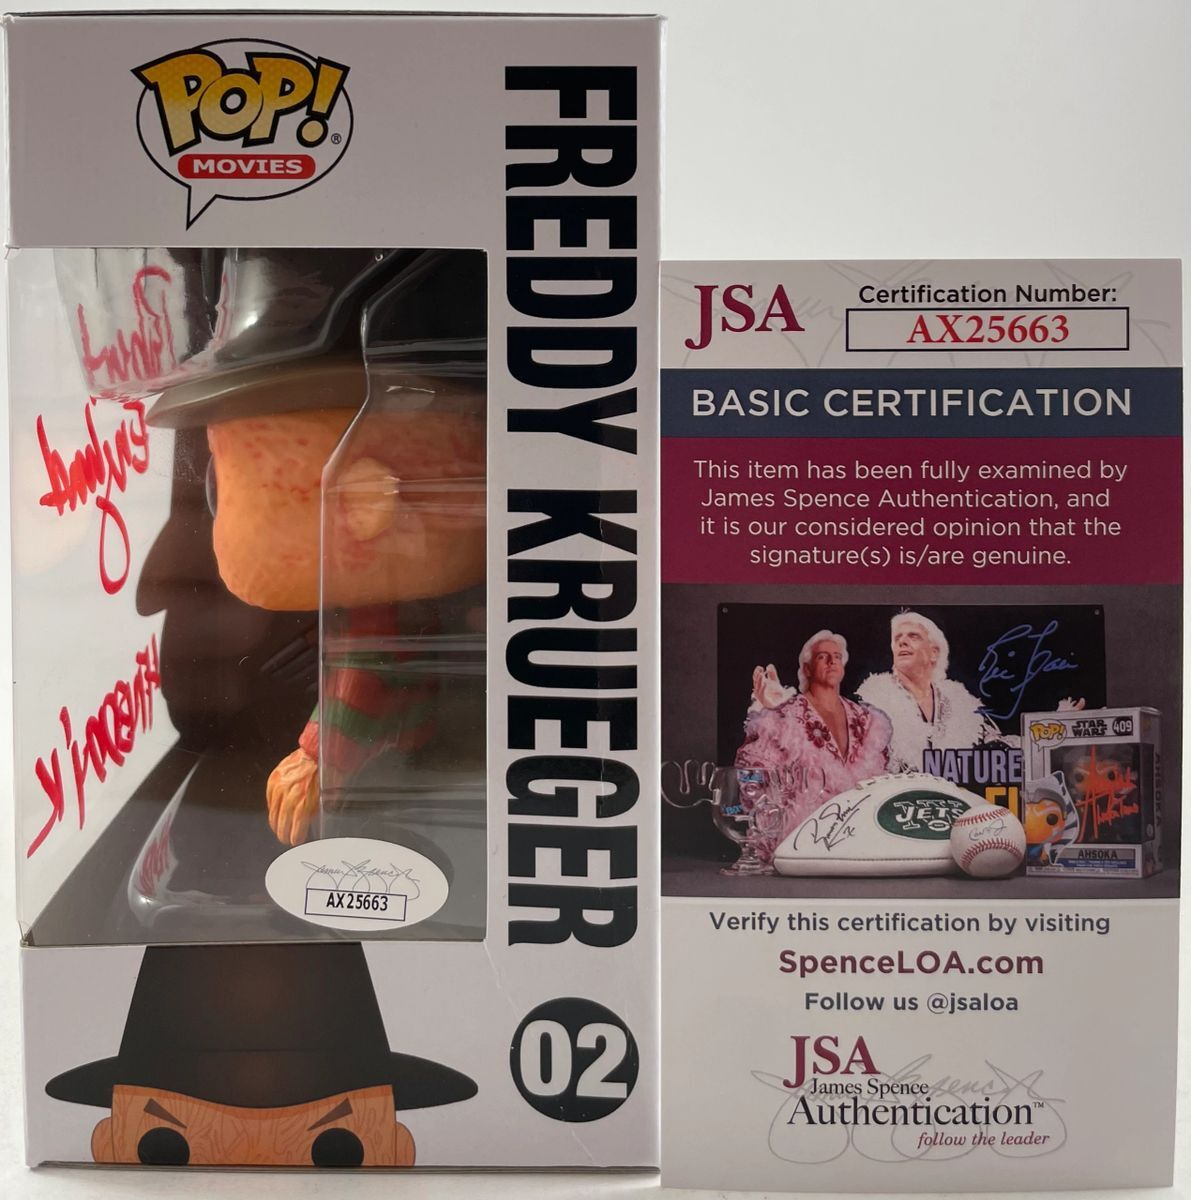 POP!®
MOVIES
FREDDY KRUEGER
02
AX25663
JSA
Certification Number:
AX25663
BASIC CERTIFICATION
This item has been fully examined by
James Spence Authentication, and
it is our considered opinion that the
signature(s) is/are genuine.
NATURE
POP!
STAR
WARS
409
JETS
AHSOKA
Verify this certification by visiting
SpenceLOA.com
Follow us @jsaloa
JSA
James Spence
Authentication™
follow the leader